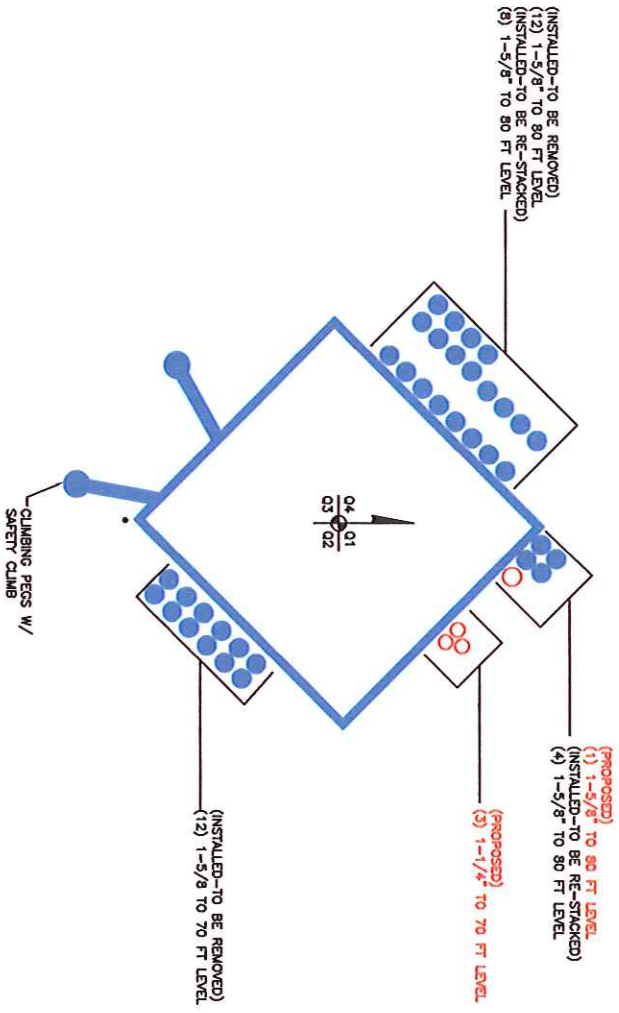 (INSTALLED-TO BE REMOVED)
(12) 1-5/8" TO 80 FT LEVEL
(INSTALLED-TO BE RE-STACKED)
(8) 1-5/8" TO 80 FT LEVEL
(PROPOSED)
(1) 1-5/8" TO 80 FT LEVEL
(INSTALLED-TO BE RE-STACKED)
(4) 1-5/8" TO 80 FT LEVEL
(PROPOSED)
(3) 1-1/4" TO 70 FT LEVEL
(INSTALLED-TO BE REMOVED)
(12) 1-5/8 TO 70 FT LEVEL
Q4 Q1
Q3 Q2
CLIMBING PEGS W/
SAFETY CLIMB